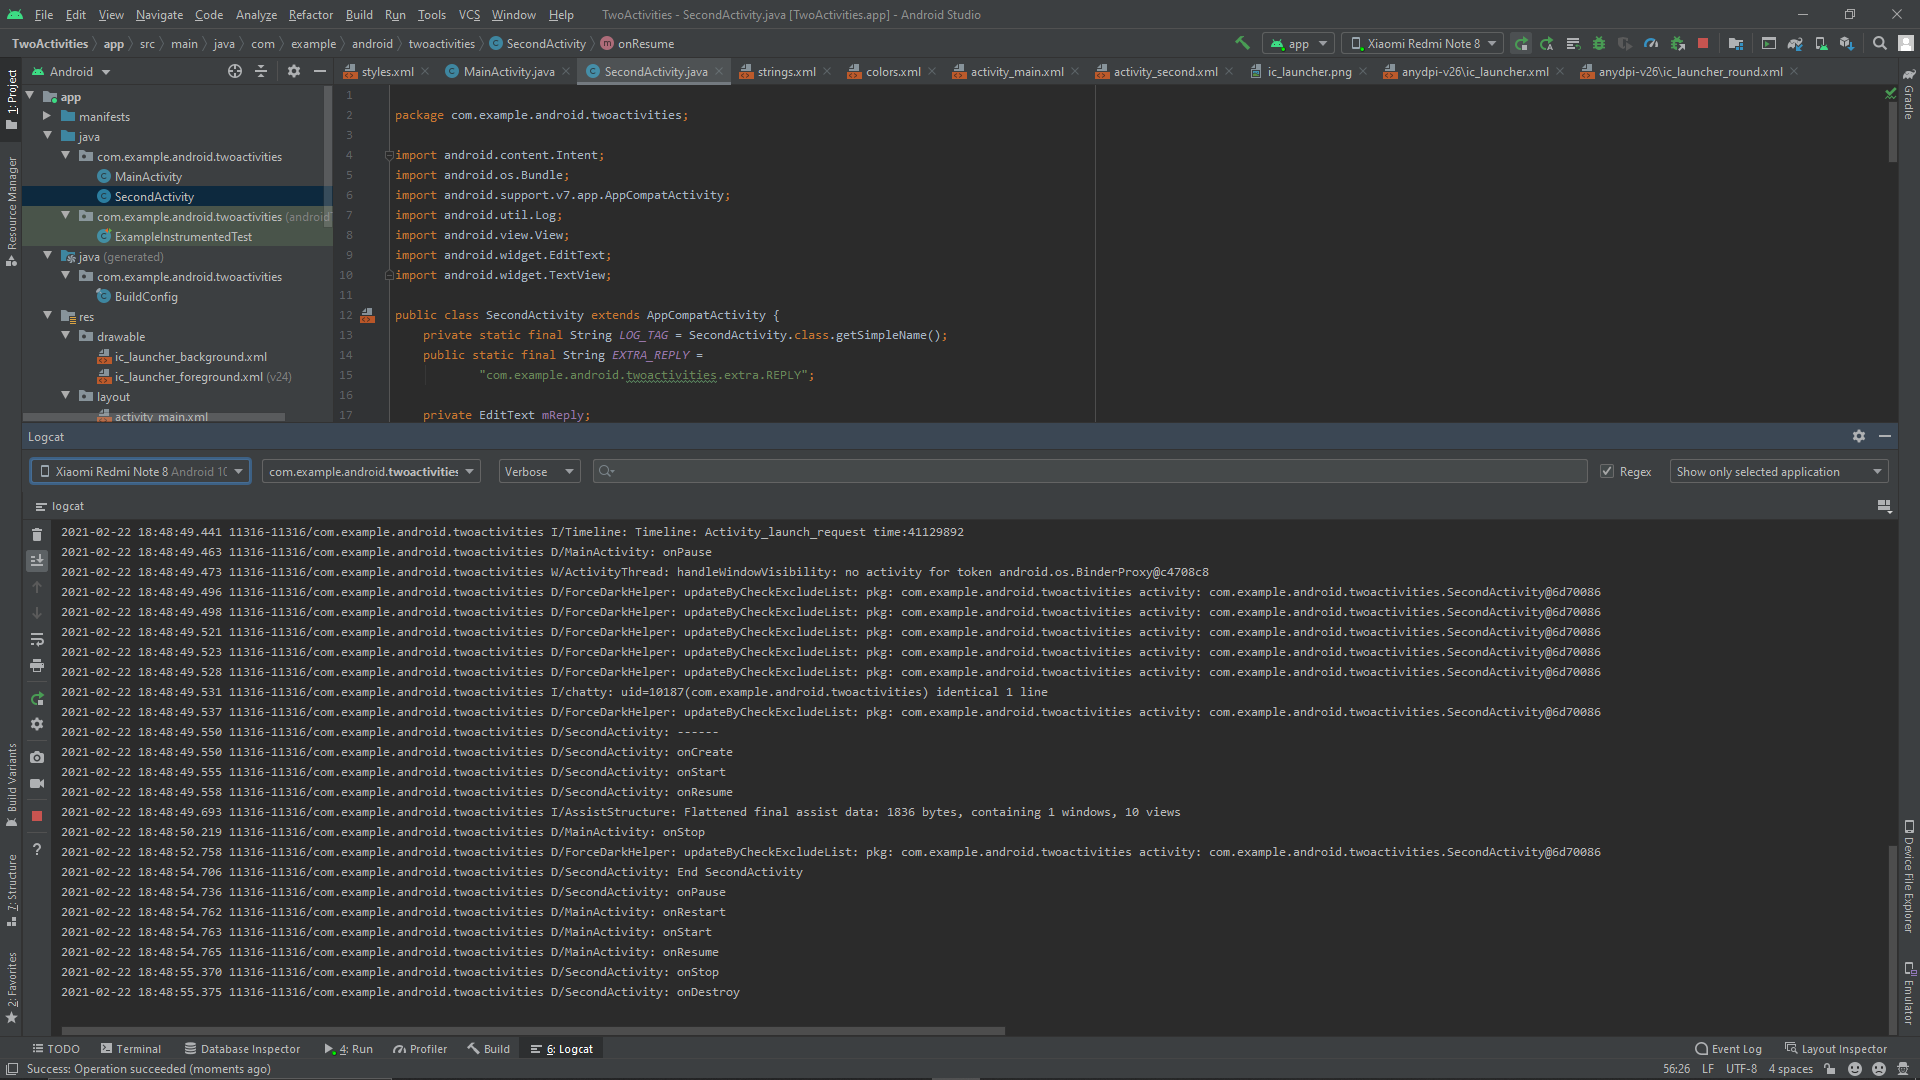 File Edit View Navigate Code Analyze Refactor Build Run Tools VCS Window Help TwoActivities - SecondActivity.java [TwoActivities.app] - Android Studio
TwoActivities app src main java com example android twoactivities SecondActivity onResume app Xiaomi Redmi Note 8
Android styles.xml MainActivity.java SecondActivity.java strings.xml colors.xml activity_main.xml activity_second.xml ic_launcher.png anydpi-v26\ic_launcher.xml anydpi-v26\ic_launcher_round.xml
1: Project
Resource Manager
Build Variants
7: Structure
2: Favorites
app
manifests
java
com.example.android.twoactivities
MainActivity
SecondActivity
com.example.android.twoactivities (android
ExampleInstrumentedTest
java (generated)
com.example.android.twoactivities
BuildConfig
res
drawable
ic_launcher_background.xml
ic_launcher_foreground.xml (v24)
layout
activity_main.xml
1
2 package com.example.android.twoactivities;
3
4 import android.content.Intent;
5 import android.os.Bundle;
6 import android.support.v7.app.AppCompatActivity;
7 import android.util.Log;
8 import android.view.View;
9 import android.widget.EditText;
10 import android.widget.TextView;
11
12 public class SecondActivity extends AppCompatActivity {
13 private static final String LOG_TAG = SecondActivity.class.getSimpleName();
14 public static final String EXTRA_REPLY =
15 "com.example.android.twoactivities.extra.REPLY";
16
17 private EditText mReply;
Gradle
Device File Explorer
Emulator
Logcat
Xiaomi Redmi Note 8 Android 10 com.example.android.twoactivities Verbose Regex Show only selected application
logcat
2021-02-22 18:48:49.441 11316-11316/com.example.android.twoactivities I/Timeline: Timeline: Activity_launch_request time:41129892
2021-02-22 18:48:49.463 11316-11316/com.example.android.twoactivities D/MainActivity: onPause
2021-02-22 18:48:49.473 11316-11316/com.example.android.twoactivities W/ActivityThread: handleWindowVisibility: no activity for token android.os.BinderProxy@c4708c8
2021-02-22 18:48:49.496 11316-11316/com.example.android.twoactivities D/ForceDarkHelper: updateByCheckExcludeList: pkg: com.example.android.twoactivities activity: com.example.android.twoactivities.SecondActivity@6d70086
2021-02-22 18:48:49.498 11316-11316/com.example.android.twoactivities D/ForceDarkHelper: updateByCheckExcludeList: pkg: com.example.android.twoactivities activity: com.example.android.twoactivities.SecondActivity@6d70086
2021-02-22 18:48:49.521 11316-11316/com.example.android.twoactivities D/ForceDarkHelper: updateByCheckExcludeList: pkg: com.example.android.twoactivities activity: com.example.android.twoactivities.SecondActivity@6d70086
2021-02-22 18:48:49.523 11316-11316/com.example.android.twoactivities D/ForceDarkHelper: updateByCheckExcludeList: pkg: com.example.android.twoactivities activity: com.example.android.twoactivities.SecondActivity@6d70086
2021-02-22 18:48:49.528 11316-11316/com.example.android.twoactivities D/ForceDarkHelper: updateByCheckExcludeList: pkg: com.example.android.twoactivities activity: com.example.android.twoactivities.SecondActivity@6d70086
2021-02-22 18:48:49.531 11316-11316/com.example.android.twoactivities I/chatty: uid=10187(com.example.android.twoactivities) identical 1 line
2021-02-22 18:48:49.537 11316-11316/com.example.android.twoactivities D/ForceDarkHelper: updateByCheckExcludeList: pkg: com.example.android.twoactivities activity: com.example.android.twoactivities.SecondActivity@6d70086
2021-02-22 18:48:49.550 11316-11316/com.example.android.twoactivities D/SecondActivity: ------
2021-02-22 18:48:49.550 11316-11316/com.example.android.twoactivities D/SecondActivity: onCreate
2021-02-22 18:48:49.555 11316-11316/com.example.android.twoactivities D/SecondActivity: onStart
2021-02-22 18:48:49.558 11316-11316/com.example.android.twoactivities D/SecondActivity: onResume
2021-02-22 18:48:49.693 11316-11316/com.example.android.twoactivities I/AssistStructure: Flattened final assist data: 1836 bytes, containing 1 windows, 10 views
2021-02-22 18:48:50.219 11316-11316/com.example.android.twoactivities D/MainActivity: onStop
2021-02-22 18:48:52.758 11316-11316/com.example.android.twoactivities D/ForceDarkHelper: updateByCheckExcludeList: pkg: com.example.android.twoactivities activity: com.example.android.twoactivities.SecondActivity@6d70086
2021-02-22 18:48:54.706 11316-11316/com.example.android.twoactivities D/SecondActivity: End SecondActivity
2021-02-22 18:48:54.736 11316-11316/com.example.android.twoactivities D/SecondActivity: onPause
2021-02-22 18:48:54.762 11316-11316/com.example.android.twoactivities D/MainActivity: onRestart
2021-02-22 18:48:54.763 11316-11316/com.example.android.twoactivities D/MainActivity: onStart
2021-02-22 18:48:54.765 11316-11316/com.example.android.twoactivities D/MainActivity: onResume
2021-02-22 18:48:55.370 11316-11316/com.example.android.twoactivities D/SecondActivity: onStop
2021-02-22 18:48:55.375 11316-11316/com.example.android.twoactivities D/SecondActivity: onDestroy
TODO Terminal Database Inspector 4: Run Profiler Build 6: Logcat Event Log Layout Inspector
Success: Operation succeeded (moments ago) 56:26 LF UTF-8 4 spaces